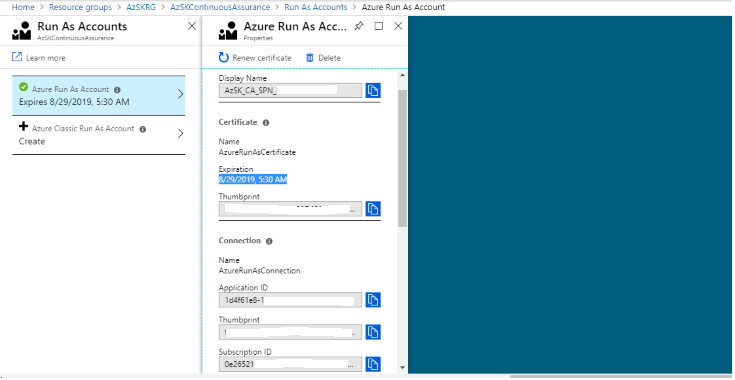 Home > Resource groups > AzSKRG > AzSKContinuousAssurance > Run As Accounts > Azure Run As Account
Run As Accounts
AzSKContinuousAssurance
Learn more
Azure Run As Account
Expires 8/29/2019, 5:30 AM
Azure Classic Run As Account
Create
Azure Run As Acc...
Properties
Renew certificate Delete
Display Name
AzSK_CA_SPN_
Certificate
Name
AzureRunAsCertificate
Expiration
8/29/2019, 5:30 AM
Thumbprint
...
Connection
Name
AzureRunAsConnection
Application ID
1d4f61e8-1
Thumbprint
Subscription ID
0e26521 ...